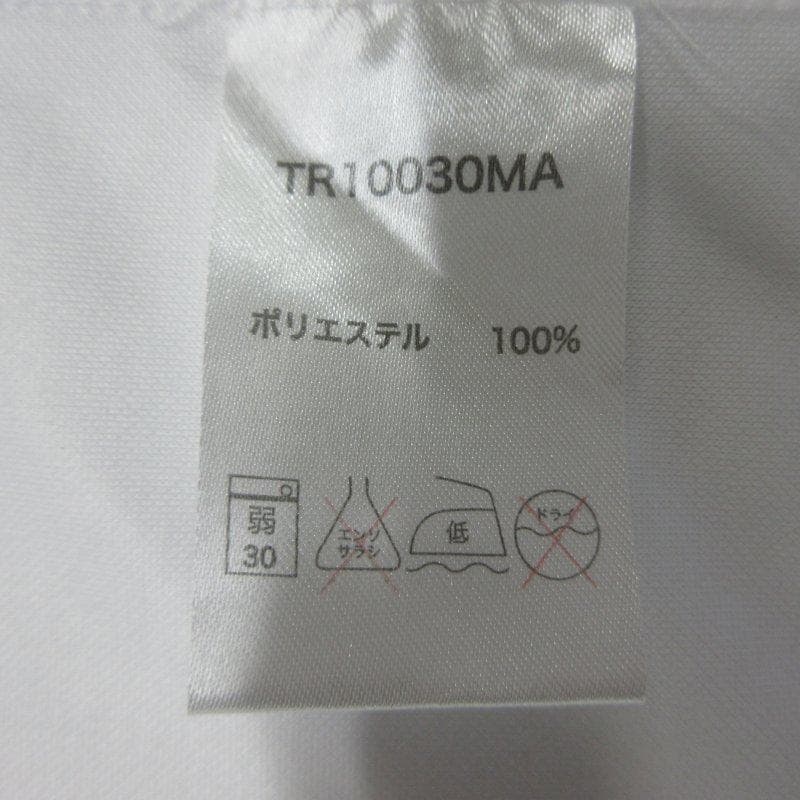 TR10030MA
ポリエステル 100%
弱
30
エンソ
サラシ
低
ドライ